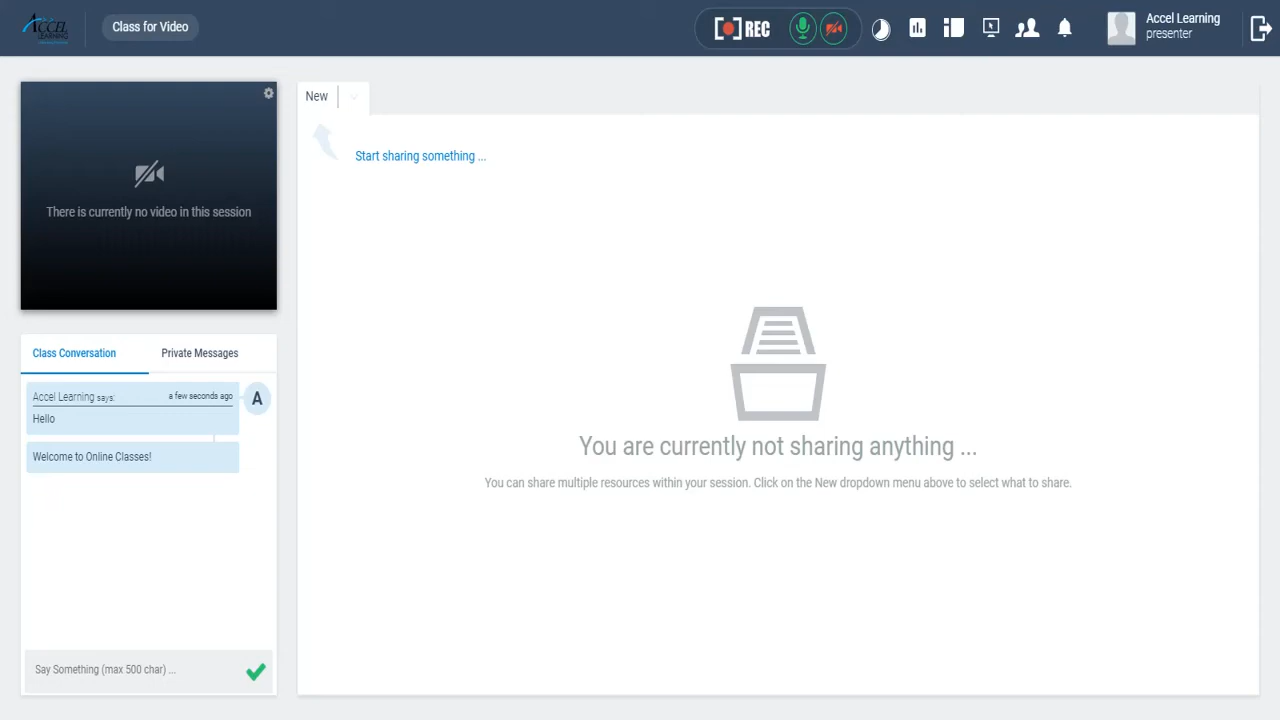 ACCEL
LEARNING
Class for Video
REC
Accel Learning
presenter
There is currently no video in this session
New
Start sharing something ...
Class Conversation
Private Messages
Accel Learning says:
a few seconds ago
A
Hello
Welcome to Online Classes!
You are currently not sharing anything ...
You can share multiple resources within your session. Click on the New dropdown menu above to select what to share.
Say Something (max 500 char) ...